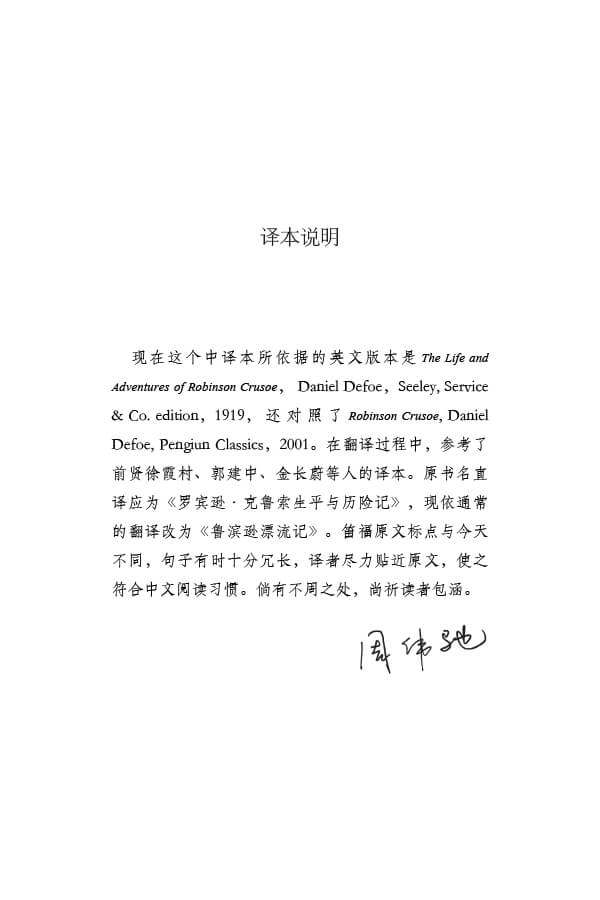 译本说明
现在这个中译本所依据的英文版本是 The Life and
Adventures of Robinson Crusoe，Daniel Defoe，Seeley, Service
& Co. edition，1919，还对照了 Robinson Crusoe, Daniel
Defoe, Pengiun Classics，2001。在翻译过程中，参考了
前贤徐霞村、郭建中、金长蔚等人的译本。原书名直
译应为《罗宾逊·克鲁索生平与历险记》，现依通常
的翻译改为《鲁滨逊漂流记》。笛福原文标点与今天
不同，句子有时十分冗长，译者尽力贴近原文，使之
符合中文阅读习惯。倘有不周之处，尚祈读者包涵。
周伟驰